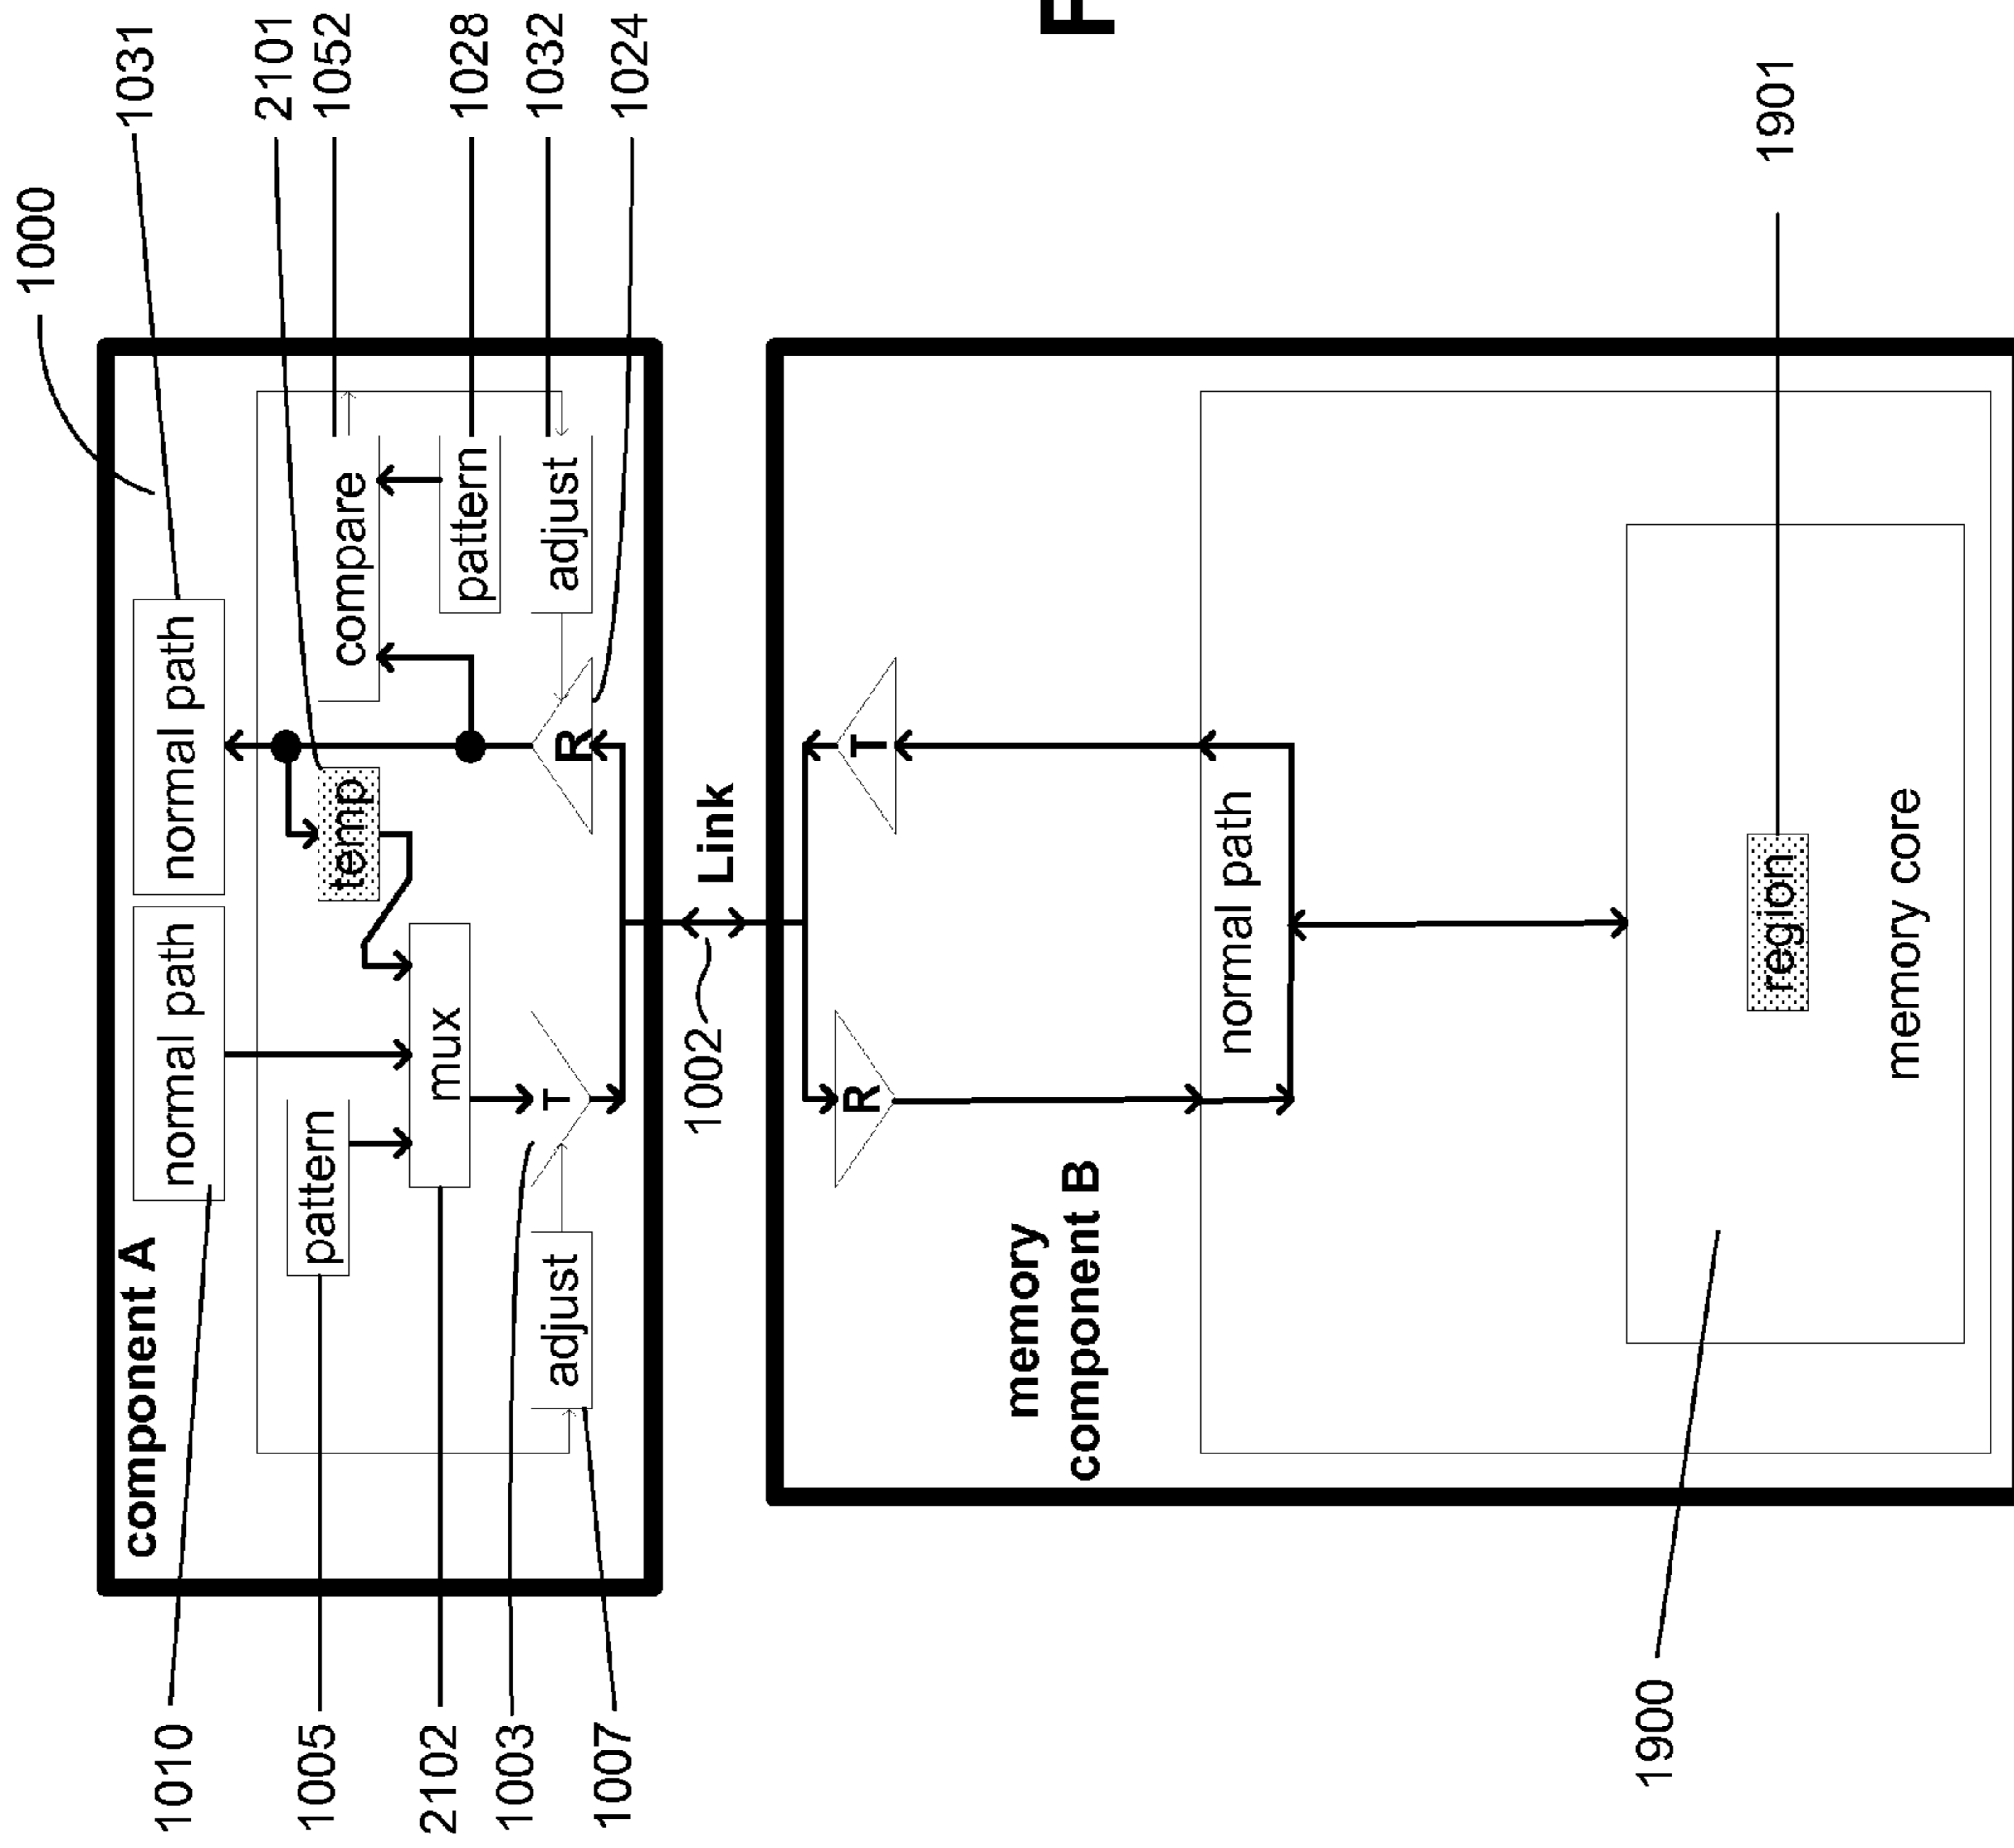 1000
component A
1031
1010
normal path
normal path
2101
1005
pattern
temp
compare
1052
2102
mux
pattern
1028
1003
adjust
T
R
adjust
1032
1007
1024
1002
Link
R
T
memory
component B
F
normal path
1900
region
1901
memory core